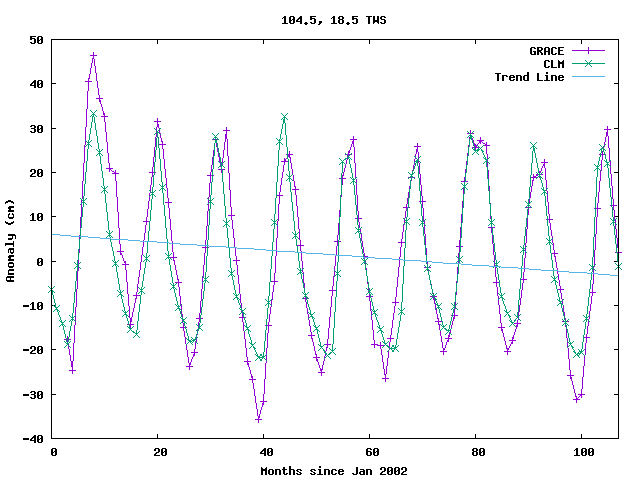 104.5, 18.5 TWS
GRACE
CLM
Trend Line
Anomaly (cm)
50
40
30
20
10
0
-10
-20
-30
-40
0 20 40 60 80 100
Months since Jan 2002